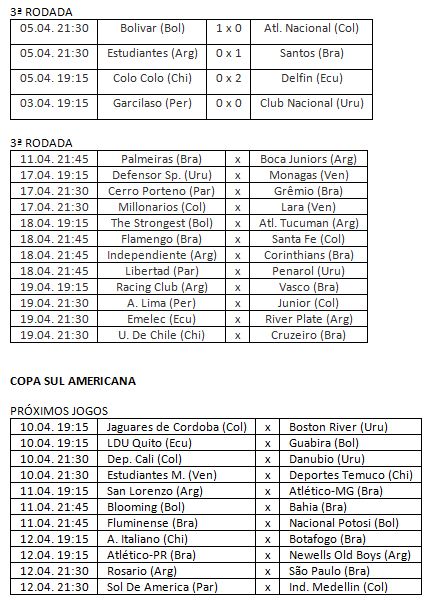 3ª RODADA
05.04. 21:30 Bolivar (Bol) 1 x 0 Atl. Nacional (Col)
05.04. 21:30 Estudiantes (Arg) 0 x 1 Santos (Bra)
05.04. 19:15 Colo Colo (Chi) 0 x 2 Delfin (Ecu)
03.04. 19:15 Garcilaso (Per) 0 x 0 Club Nacional (Uru)
3ª RODADA
11.04. 21:45 Palmeiras (Bra) x Boca Juniors (Arg)
17.04. 19:15 Defensor Sp. (Uru) x Monagas (Ven)
17.04. 21:30 Cerro Porteno (Par) x Grêmio (Bra)
17.04. 21:30 Millonarios (Col) x Lara (Ven)
18.04. 19:15 The Strongest (Bol) x Atl. Tucuman (Arg)
18.04. 21:45 Flamengo (Bra) x Santa Fe (Col)
18.04. 21:45 Independiente (Arg) x Corinthians (Bra)
18.04. 21:45 Libertad (Par) x Penarol (Uru)
19.04. 19:15 Racing Club (Arg) x Vasco (Bra)
19.04. 21:30 A. Lima (Per) x Junior (Col)
19.04. 21:30 Emelec (Ecu) x River Plate (Arg)
19.04. 21:30 U. De Chile (Chi) x Cruzeiro (Bra)
COPA SUL AMERICANA
PRÓXIMOS JOGOS
10.04. 19:15 Jaguares de Cordoba (Col) x Boston River (Uru)
10.04. 19:15 LDU Quito (Ecu) x Guabira (Bol)
10.04. 21:30 Dep. Cali (Col) x Danubio (Uru)
10.04. 21:30 Estudiantes M. (Ven) x Deportes Temuco (Chi)
11.04. 19:15 San Lorenzo (Arg) x Atlético-MG (Bra)
11.04. 21:45 Blooming (Bol) x Bahia (Bra)
11.04. 21:45 Fluminense (Bra) x Nacional Potosi (Bol)
12.04. 19:15 A. Italiano (Chi) x Botafogo (Bra)
12.04. 19:15 Atlético-PR (Bra) x Newells Old Boys (Arg)
12.04. 21:30 Rosario (Arg) x São Paulo (Bra)
12.04. 21:30 Sol De America (Par) x Ind. Medellin (Col)